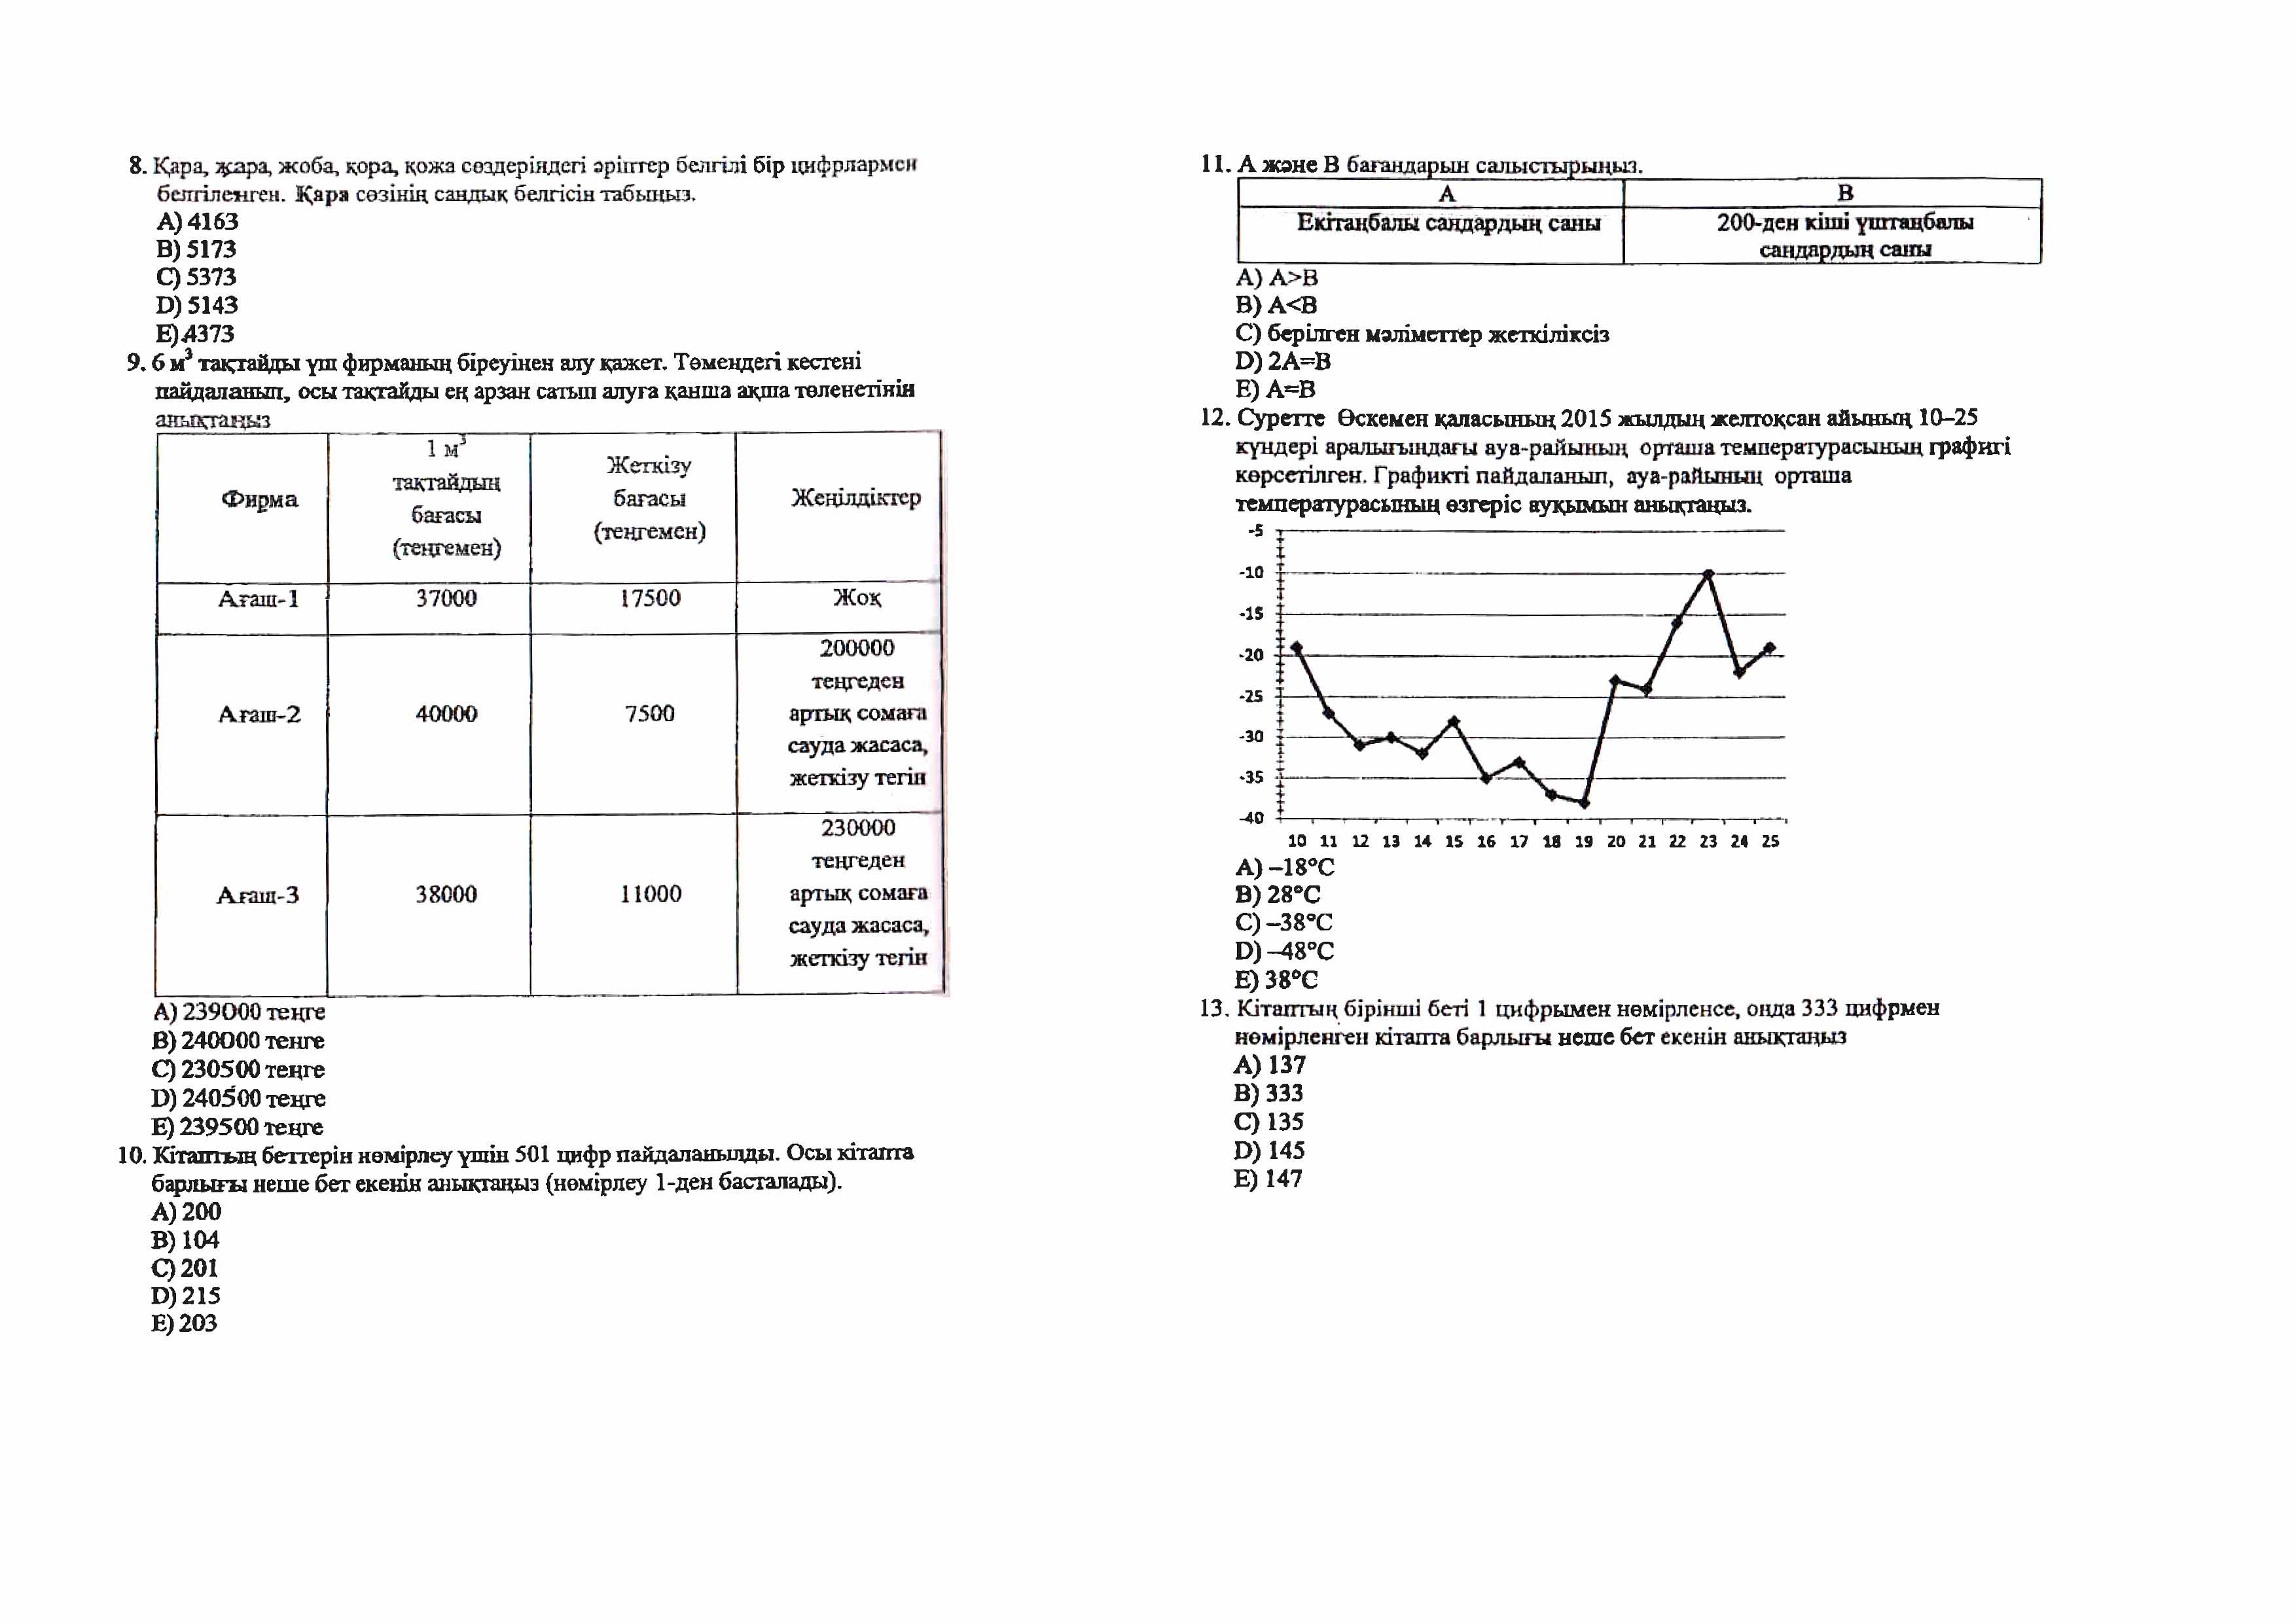 8. Қара, жара, жоба, қора, қожа сөздеріндегі әріптер белгілі бір цифрлармен
белгіленген. Қара сөзінің сандық белгісін табыңыз.
A) 4163
B) 5173
C) 5373
D) 5143
E) 4373
9. 6 м³ тақтайды үш фирманың біреуінен алу қажет. Төмендегі кестені
пайдаланып, осы тақтайды ең арзан сатып алуға қанша ақша төленетінін
анықтаңыз
Фирма
1 м³
тақтайдың
бағасы
(теңгемен)
Жеткізу
бағасы
(теңгемен)
Жеңілдіктер
Ағаш-1
37000
17500
Жоқ
Ағаш-2
40000
7500
200000
теңгеден
артық сомаға
сауда жасаса,
жеткізу тегін
Ағаш-3
38000
11000
230000
теңгеден
артық сомаға
сауда жасаса,
жеткізу тегін
A) 239000 теңге
B) 240000 тенге
C) 230500 теңге
D) 240500 теңге
E) 239500 теңге
10. Кітаптың беттерін нөмірлеу үшін 501 цифр пайдаланылды. Осы кітапта
барлығы неше бет екенін анықтаңыз (нөмірлеу 1-ден басталады).
A) 200
B) 104
C) 201
D) 215
E) 203
11. А және В бағандарын салыстырыңыз.
A
B
Екітаңбалы сандардың саны
200-ден кіші үштаңбалы
сандардың саны
A) A>B
B) A<B
C) берілген мәліметтер жеткіліксіз
D) 2A=B
E) A=B
12. Суретте Өскемен қаласының 2015 жылдың желтоқсан айының 10–25
күндері аралығындағы ауа-райының орташа температурасының графигі
көрсетілген. Графикті пайдаланып, ауа-райының орташа
температурасының өзгеріс ауқымын анықтаңыз.
-5
-10
-15
-20
-25
-30
-35
-40
10 11 12 13 14 15 16 17 18 19 20 21 22 23 24 25
A) –18°C
B) 28°C
C) –38°C
D) –48°C
E) 38°C
13. Кітаптың бірінші беті 1 цифрымен нөмірленсе, онда 333 цифрмен
нөмірленген кітапта барлығы неше бет екенін анықтаңыз
A) 137
B) 333
C) 135
D) 145
E) 147